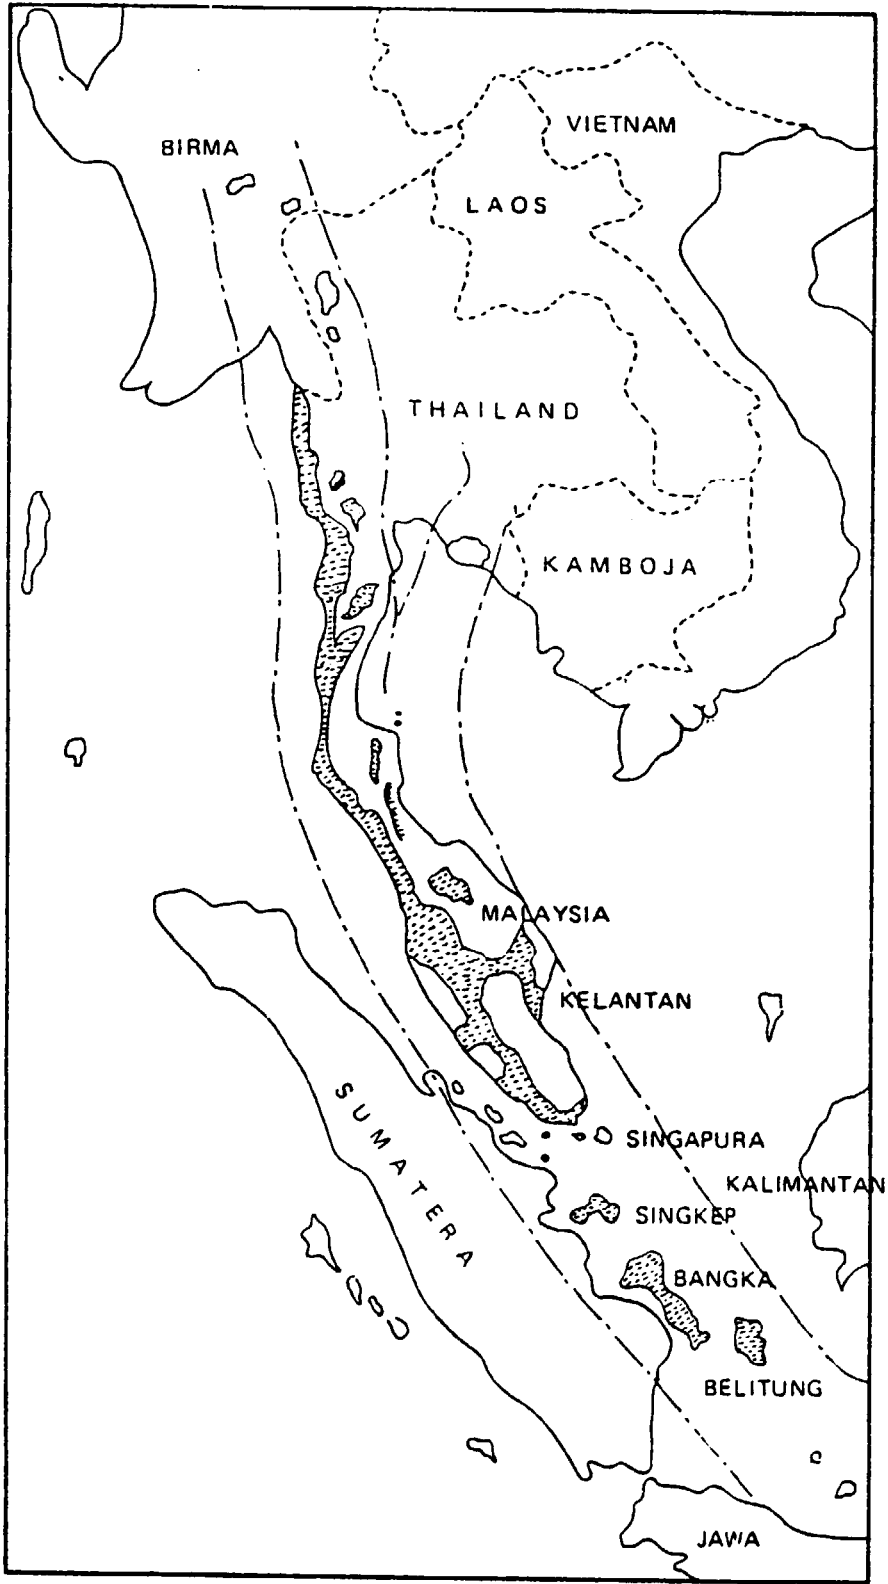 VIETNAM
BIRMA
LAOS
THAILAND
KAMBOJA
MALAYSIA
KELANTAN
SUMATERA
SINGAPURA
KALIMANTAN
SINGKEP
BANGKA
BELITUNG
JAWA